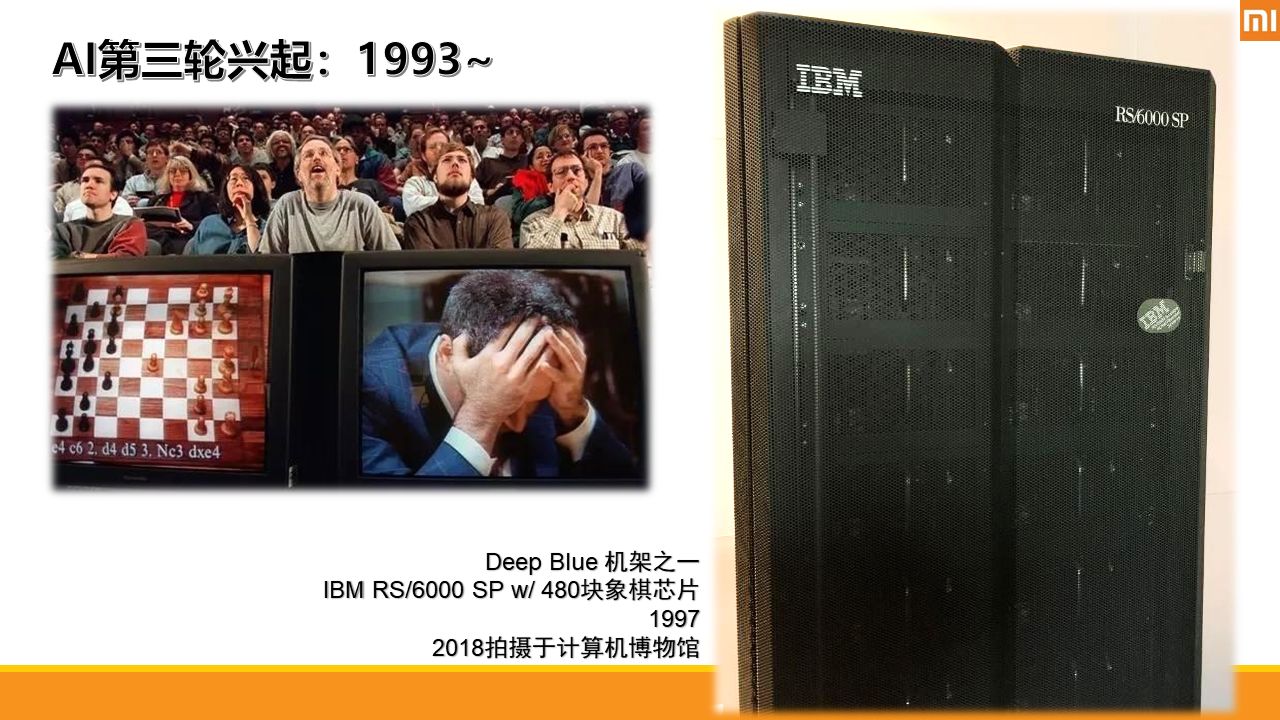 AI第三轮兴起：1993~
MI
IBM
RS/6000 SP
IBM
e4 c6 2. d4 d5 3. Nc3 dxe4
Deep Blue 机架之一
IBM RS/6000 SP w/ 480块象棋芯片
1997
2018拍摄于计算机博物馆